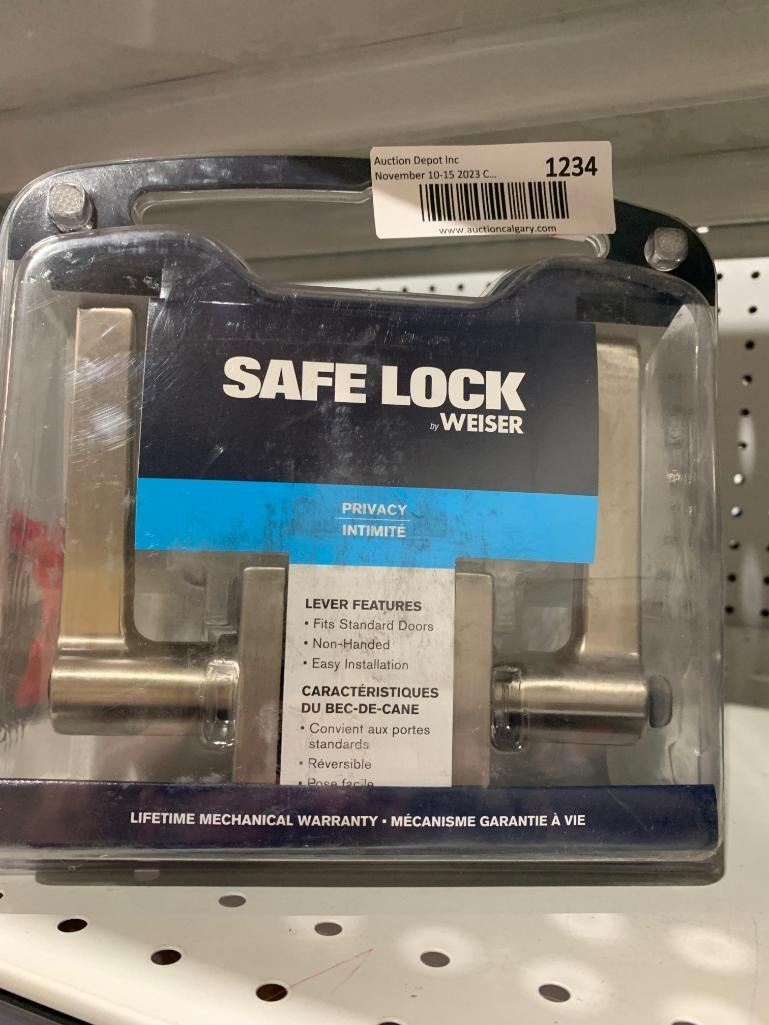 Auction Depot Inc
1234
November 10-15 2023 C...
www.auctioncalgary.com
SAFE LOCK
by WEISER
PRIVACY
INTIMITÉ
LEVER FEATURES
• Fits Standard Doors
• Non-Handed
• Easy Installation
CARACTÉRISTIQUES
DU BEC-DE-CANE
• Convient aux portes
standards
• Réversible
• Pose facile
LIFETIME MECHANICAL WARRANTY • MÉCANISME GARANTIE À VIE